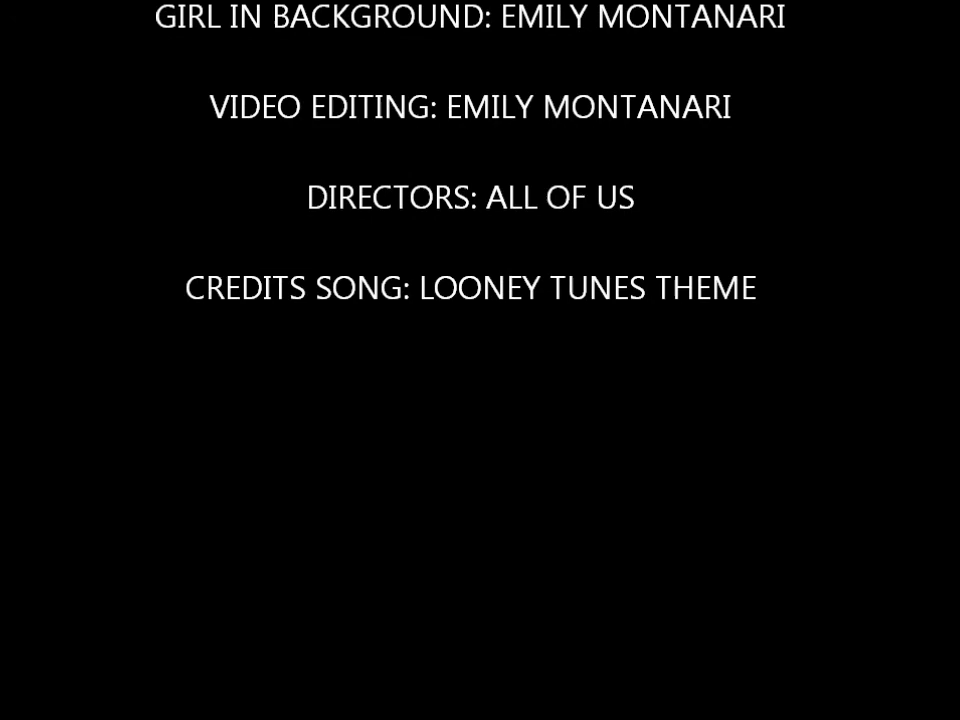 GIRL IN BACKGROUND: EMILY MONTANARI
VIDEO EDITING: EMILY MONTANARI
DIRECTORS: ALL OF US
CREDITS SONG: LOONEY TUNES THEME